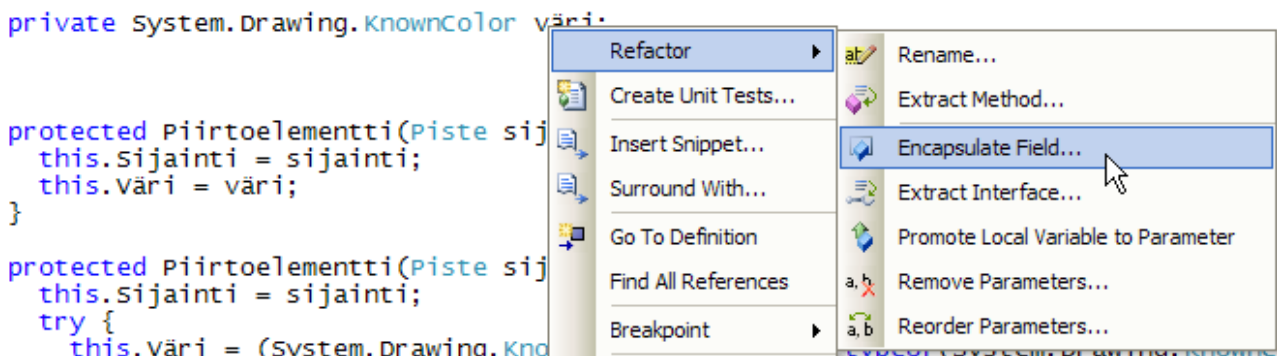 private System.Drawing.KnownColor väri;
Refactor
Rename...
Create Unit Tests...
Extract Method...
protected Piirtoelementti(Piste sij
Insert Snippet...
Encapsulate Field...
this.Sijainti = sijainti;
this.Väri = väri;
Surround With...
Extract Interface...
}
Go To Definition
Promote Local Variable to Parameter
protected Piirtoelementti(Piste sij
Find All References
Remove Parameters...
this.Sijainti = sijainti;
try {
Breakpoint
Reorder Parameters...
this.Väri = (System.Drawing.Kno